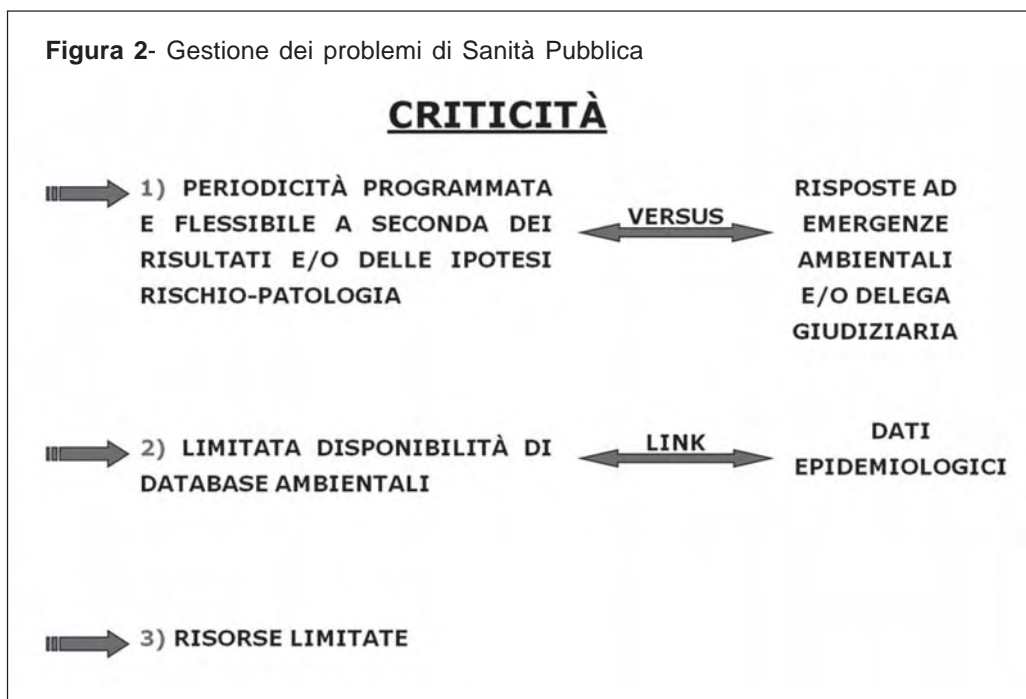 Figura 2- Gestione dei problemi di Sanità Pubblica
CRITICITÀ
1) PERIODICITÀ PROGRAMMATA
E FLESSIBILE A SECONDA DEI
RISULTATI E/O DELLE IPOTESI
RISCHIO-PATOLOGIA
VERSUS
RISPOSTE AD
EMERGENZE
AMBIENTALI
E/O DELEGA
GIUDIZIARIA
2) LIMITATA DISPONIBILITÀ DI
DATABASE AMBIENTALI
LINK
DATI
EPIDEMIOLOGICI
3) RISORSE LIMITATE